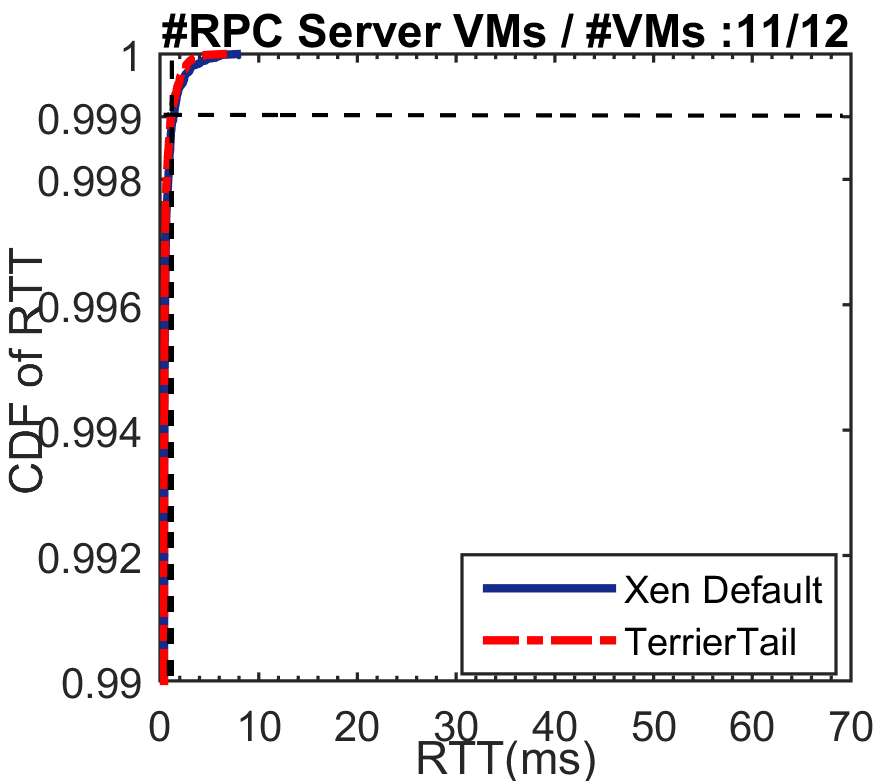 #RPC Server VMs / #VMs :11/12
1
0.999
0.998
0.996
0.994
0.992
0.99
CDF of RTT
Xen Default
TerrierTail
0 10 20 30 40 50 60 70
RTT(ms)